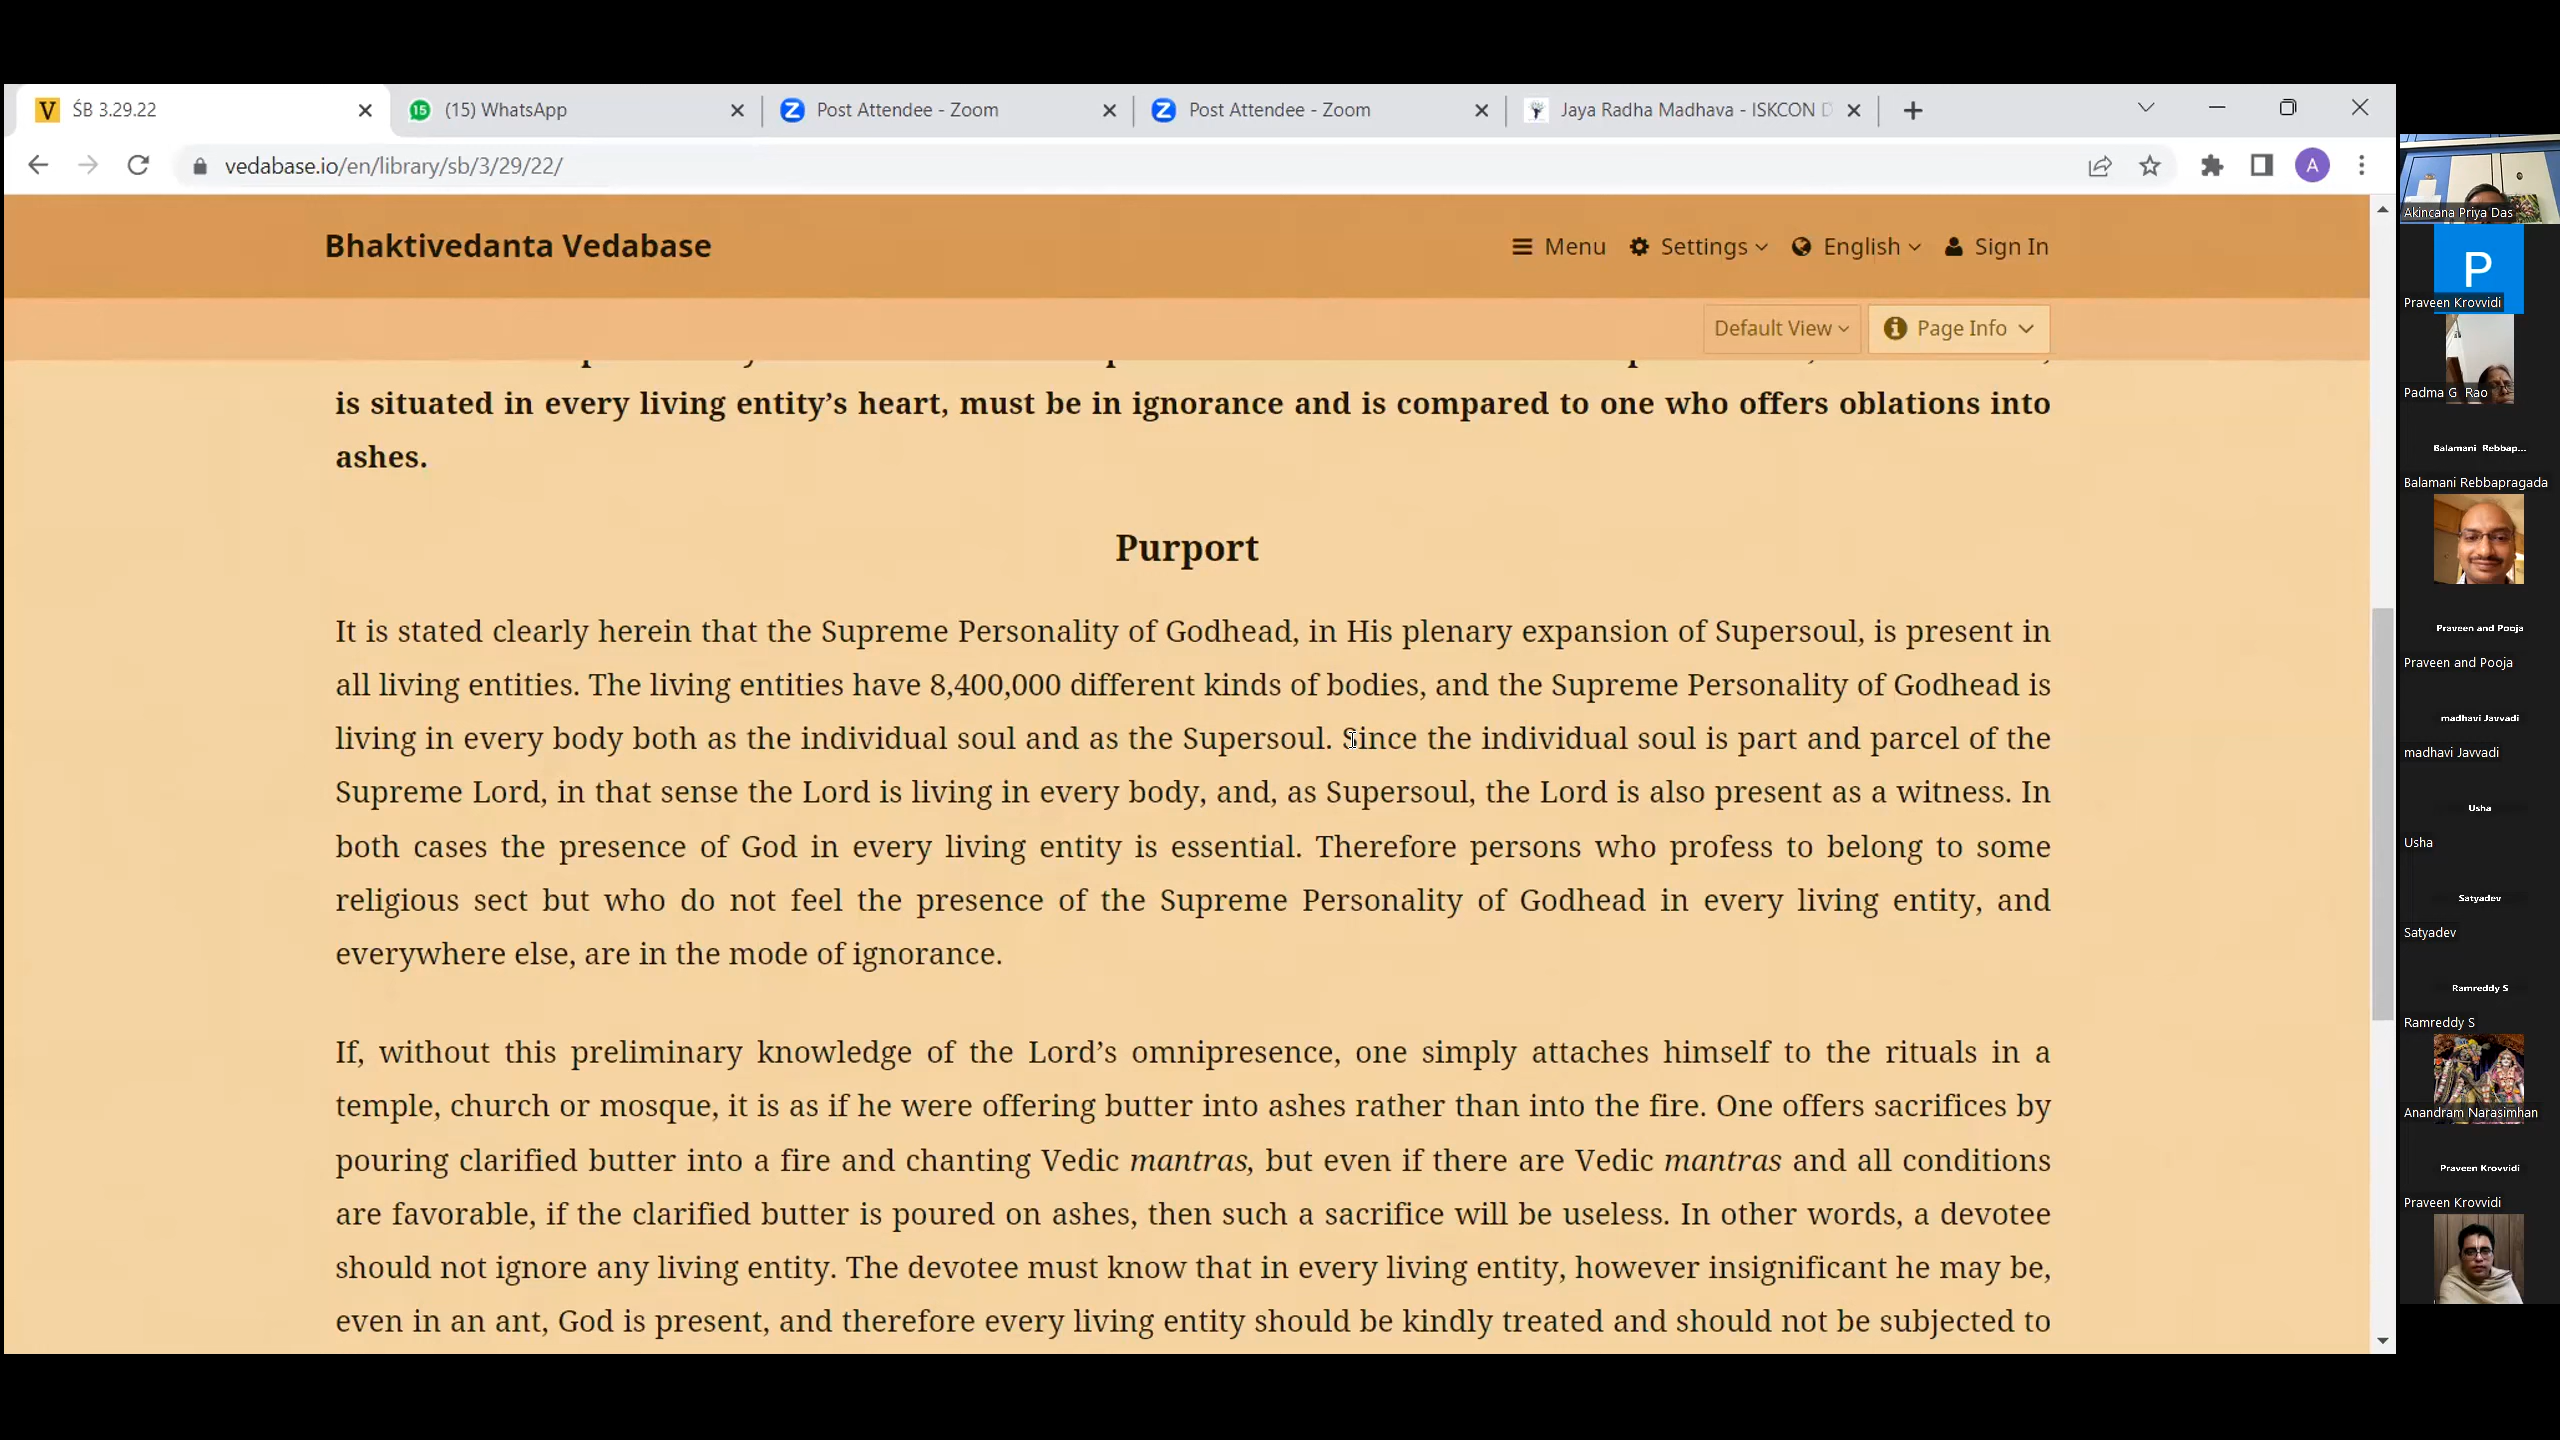 ŚB 3.29.22
(15) WhatsApp
Post Attendee - Zoom
Post Attendee - Zoom
Jaya Radha Madhava - ISKCON D
vedabase.io/en/library/sb/3/29/22/
A
Bhaktivedanta Vedabase
Menu
Settings
English
Sign In
Default View
Page Info
is situated in every living entity’s heart, must be in ignorance and is compared to one who offers oblations into
ashes.
Purport
It is stated clearly herein that the Supreme Personality of Godhead, in His plenary expansion of Supersoul, is present in
all living entities. The living entities have 8,400,000 different kinds of bodies, and the Supreme Personality of Godhead is
living in every body both as the individual soul and as the Supersoul. Since the individual soul is part and parcel of the
Supreme Lord, in that sense the Lord is living in every body, and, as Supersoul, the Lord is also present as a witness. In
both cases the presence of God in every living entity is essential. Therefore persons who profess to belong to some
religious sect but who do not feel the presence of the Supreme Personality of Godhead in every living entity, and
everywhere else, are in the mode of ignorance.
If, without this preliminary knowledge of the Lord’s omnipresence, one simply attaches himself to the rituals in a
temple, church or mosque, it is as if he were offering butter into ashes rather than into the fire. One offers sacrifices by
pouring clarified butter into a fire and chanting Vedic mantras, but even if there are Vedic mantras and all conditions
are favorable, if the clarified butter is poured on ashes, then such a sacrifice will be useless. In other words, a devotee
should not ignore any living entity. The devotee must know that in every living entity, however insignificant he may be,
even in an ant, God is present, and therefore every living entity should be kindly treated and should not be subjected to
Akincana Priya Das
P
Praveen Krovvidi
Padma G Rao
Balamani Rebbap...
Balamani Rebbapragada
Praveen and Pooja
Praveen and Pooja
madhavi Javvadi
madhavi Javvadi
Usha
Usha
Satyadev
Satyadev
Ramreddy S
Ramreddy S
Anandram Narasimhan
Praveen Krovvidi
Praveen Krovvidi